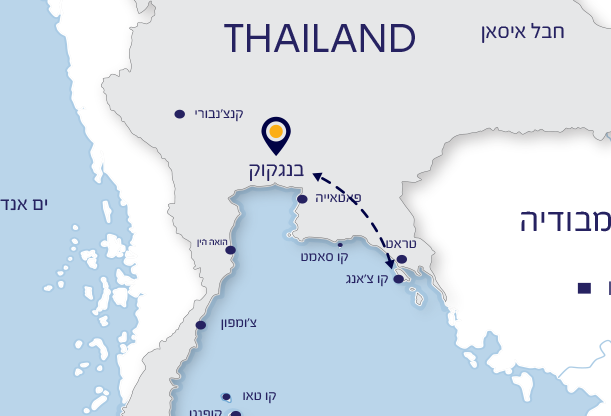 THAILAND
חבל איסאן
קנצ'נבורי
בנגקוק
פאטאייה
ים אנד
מבודיה
טראט
הואה הין
קו סאמט
קו צ'אנג
צ'ומפון
קו טאו
קופנגן